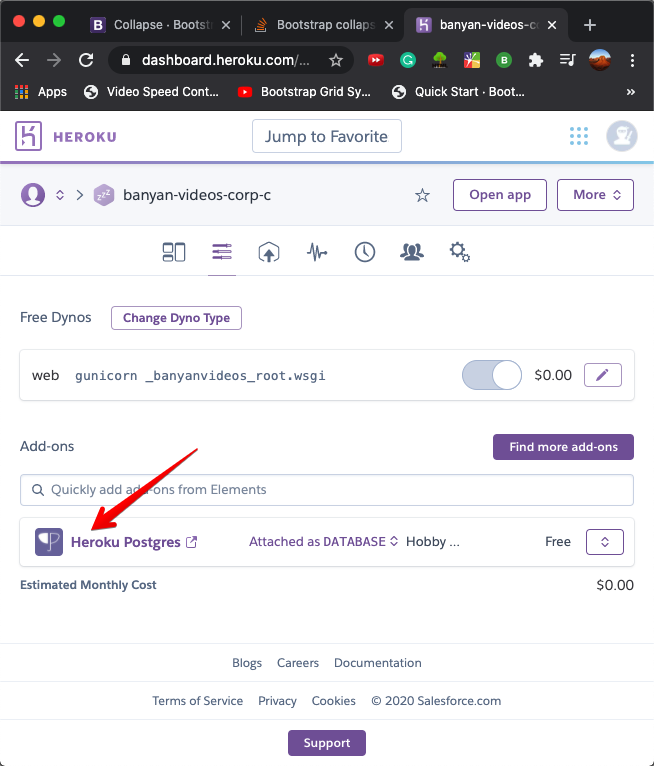 Collapse · Bootst
Bootstrap collaps
banyan-videos-co
dashboard.heroku.com/...
Apps
Video Speed Cont...
Bootstrap Grid Sy...
Quick Start · Boot...
»
HEROKU
Jump to Favorite
banyan-videos-corp-c
Open app
More
Free Dynos
Change Dyno Type
web gunicorn _banyanvideos_root.wsgi $0.00
Add-ons
Find more add-ons
Quickly add add-ons from Elements
Heroku Postgres
Attached as DATABASE
Hobby ...
Free
Estimated Monthly Cost
$0.00
Blogs Careers Documentation
Terms of Service Privacy Cookies © 2020 Salesforce.com
Support